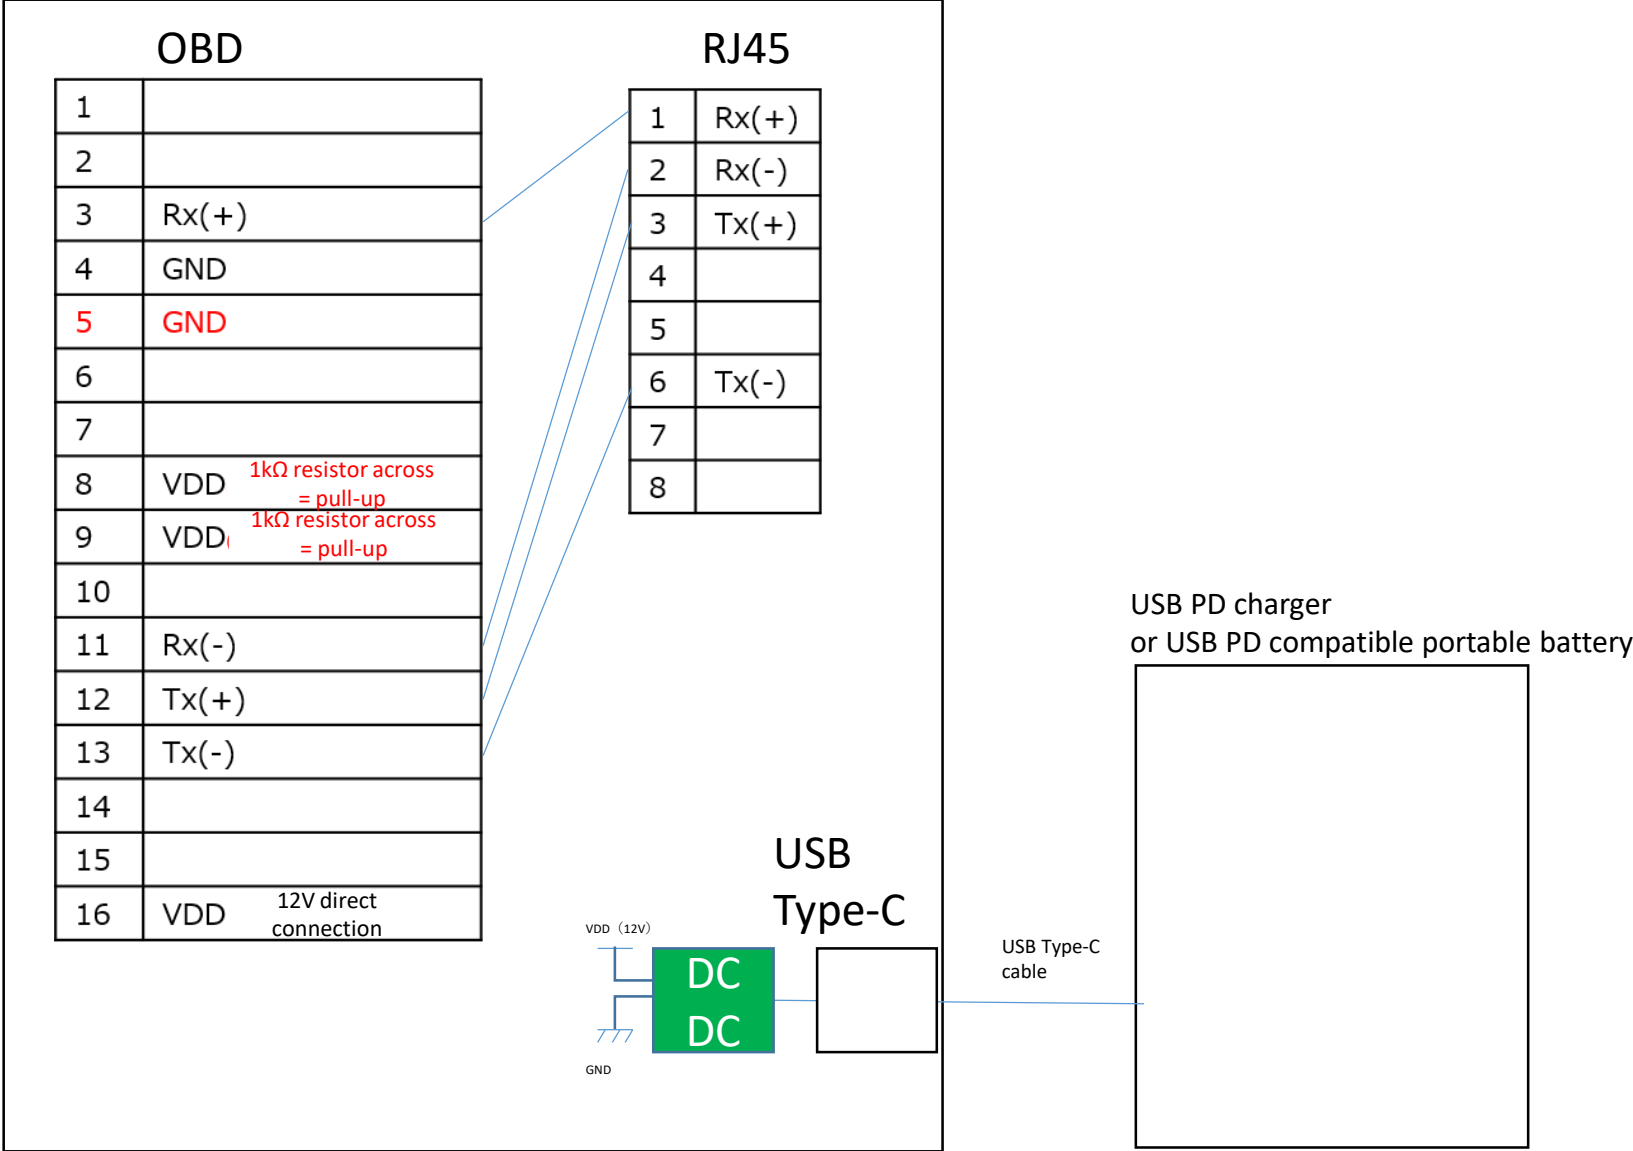 OBD
1
2
3 Rx(+)
4 GND
5 GND
6
7
8 VDD 1kΩ resistor across
= pull-up
9 VDD 1kΩ resistor across
= pull-up
10
11 Rx(-)
12 Tx(+)
13 Tx(-)
14
15
16 VDD 12V direct
connection
RJ45
1 Rx(+)
2 Rx(-)
3 Tx(+)
4
5
6 Tx(-)
7
8
USB
Type-C
VDD（12V）
DC
DC
GND
USB Type-C
cable
USB PD charger
or USB PD compatible portable battery